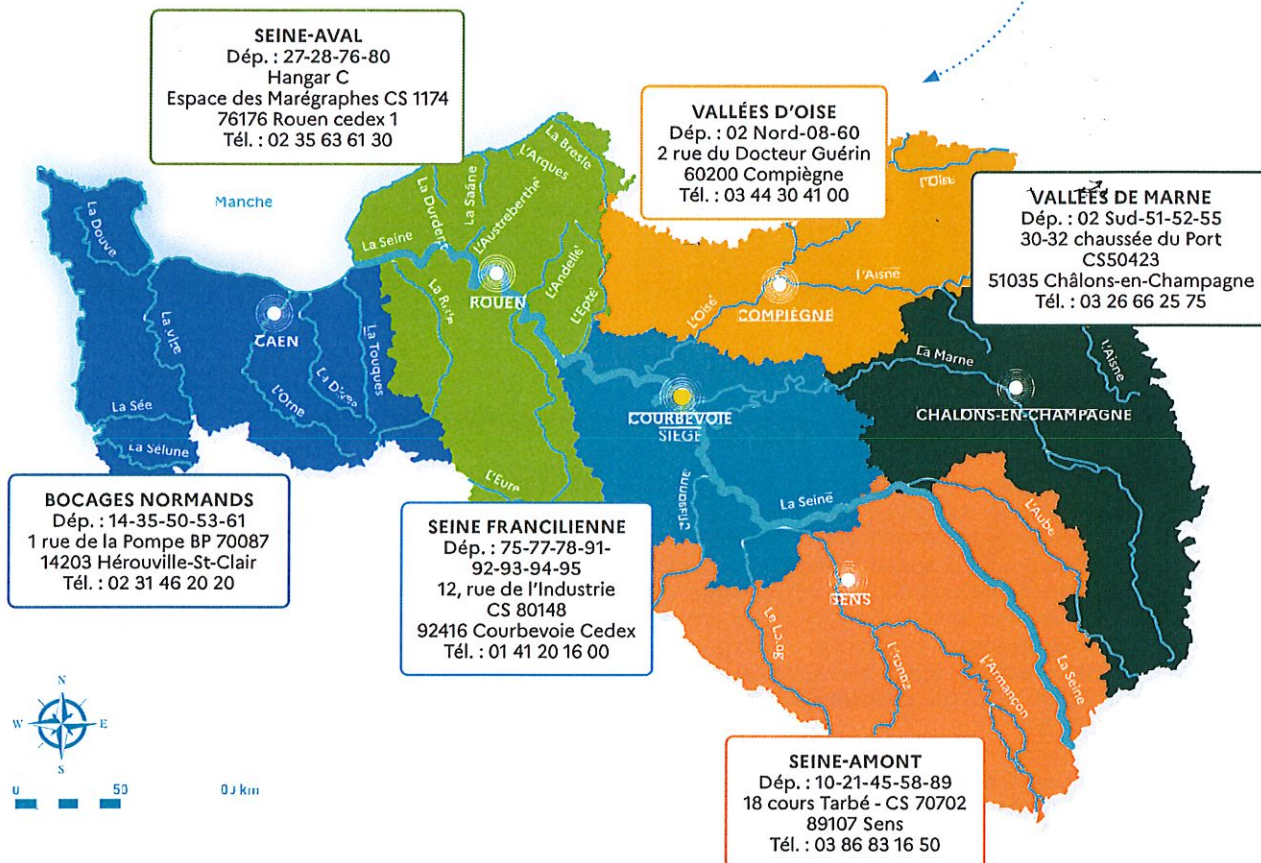 SEINE-AVAL
Dép. : 27-28-76-80
Hangar C
Espace des Marégraphes CS 1174
76176 Rouen cedex 1
Tél. : 02 35 63 61 30
VALLÉES D'OISE
Dép. : 02 Nord-08-60
2 rue du Docteur Guérin
60200 Compiègne
Tél. : 03 44 30 41 00
VALLÉES DE MARNE
Dép. : 02 Sud-51-52-55
30-32 chaussée du Port
CS50423
51035 Châlons-en-Champagne
Tél. : 03 26 66 25 75
Manche
La Douve
La Vire
La Sée
La Sélune
CAEN
L'Orne
La Dives
La Touques
La Seine
La Durdent
La Saâne
L'Austreberthe
L'Arques
La Bresle
ROUEN
L'Andelle
L'Epte
L'Eure
L'Oise
L'Oise
L'Aisne
COMPIÈGNE
La Marne
L'Aisne
CHALONS-EN-CHAMPAGNE
COURBEVOIE
SIEGE
La Seine
L'Aube
SENS
L'Armançon
La Seine
BOCAGES NORMANDS
Dép. : 14-35-50-53-61
1 rue de la Pompe BP 70087
14203 Hérouville-St-Clair
Tél. : 02 31 46 20 20
SEINE FRANCILIENNE
Dép. : 75-77-78-91-
92-93-94-95
12, rue de l'Industrie
CS 80148
92416 Courbevoie Cedex
Tél. : 01 41 20 16 00
SEINE-AMONT
Dép. : 10-21-45-58-89
18 cours Tarbé - CS 70702
89107 Sens
Tél. : 03 86 83 16 50
N
W E
S
50
km